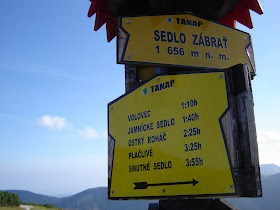 TANAP
SEDLO ZÁBRAŤ
1 656 m n. m.
TANAP
VOLOVEC 1:10h
JAMNICKÉ SEDLO 1:40h
OSTRÝ ROHÁČ 2:25h
PLAČLIVÉ 3:25h
SMUTNÉ SEDLO 3:55h